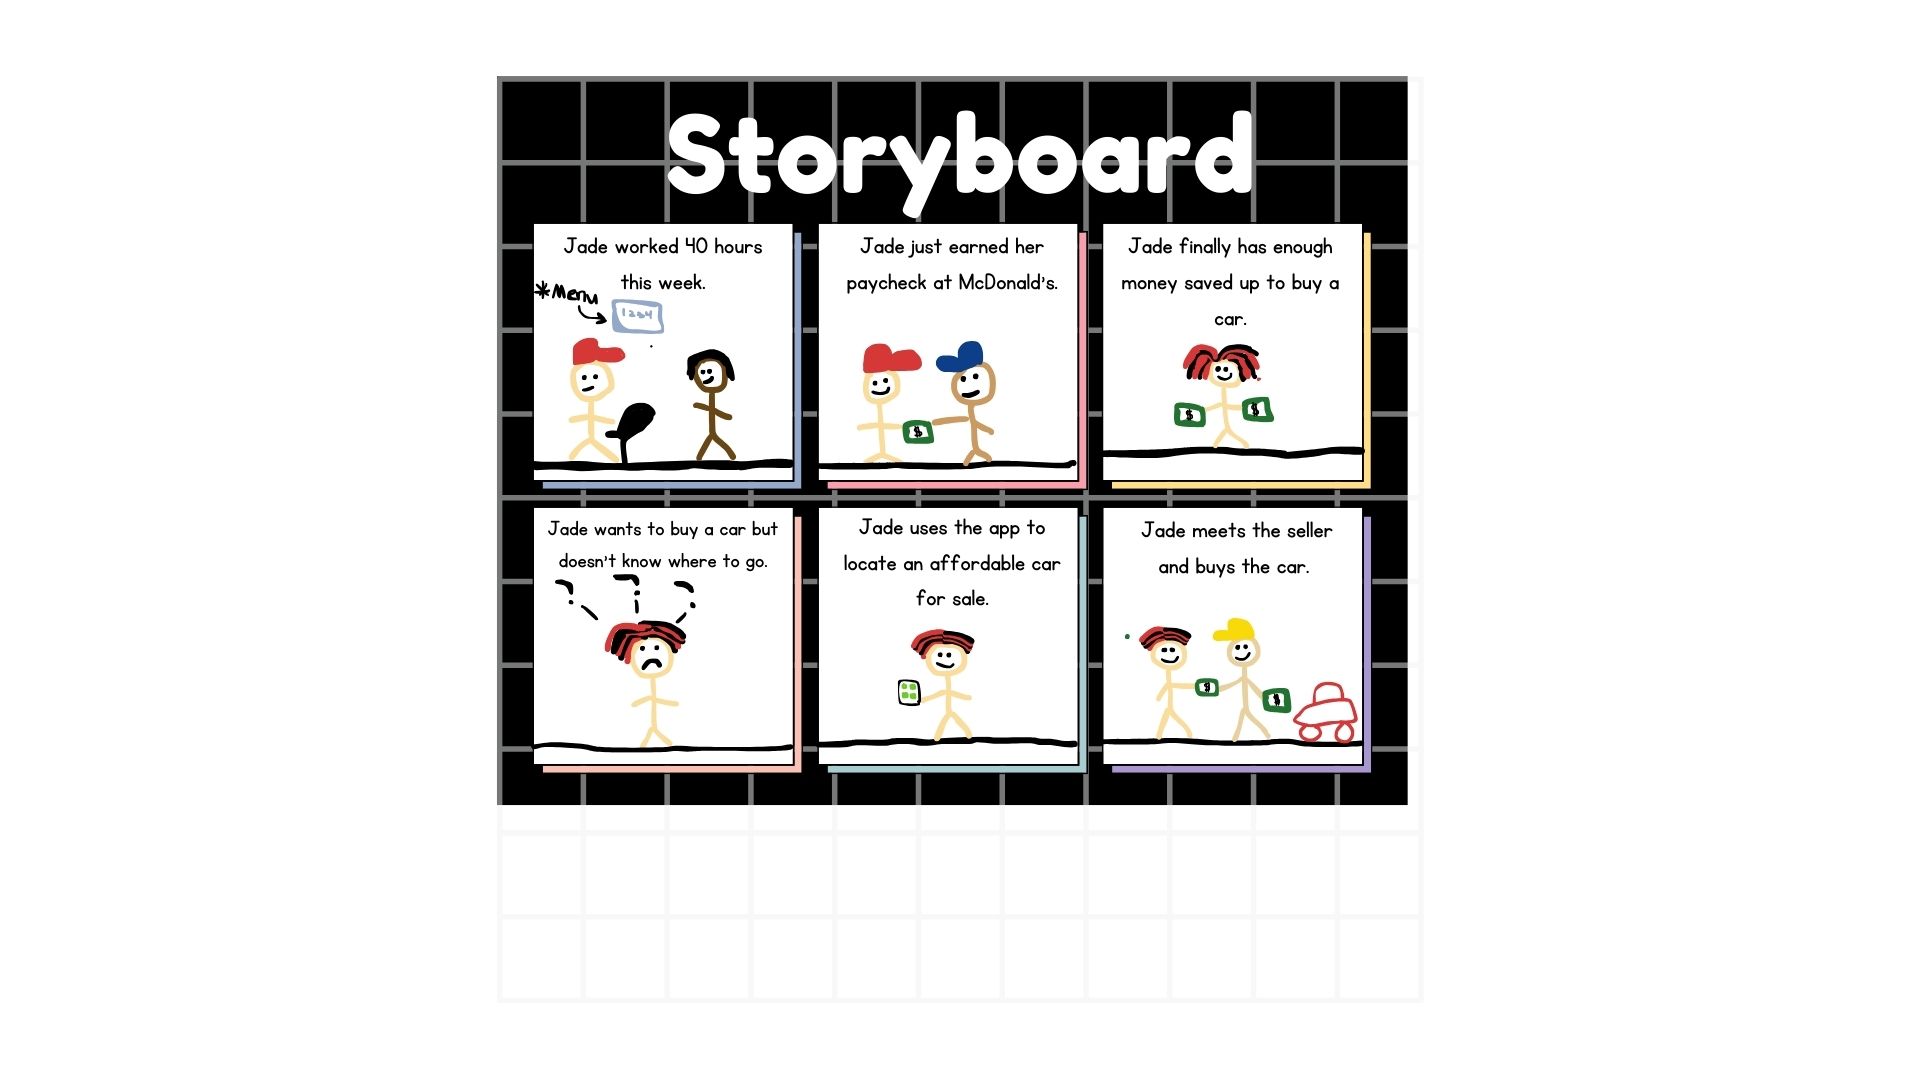 Storyboard
Jade worked 40 hours
this week.
*Menu
1234
Jade just earned her
paycheck at McDonald's.
$
Jade finally has enough
money saved up to buy a
car.
$ $
Jade wants to buy a car but
doesn't know where to go.
? ? ?
Jade uses the app to
locate an affordable car
for sale.
Jade meets the seller
and buys the car.
$ $